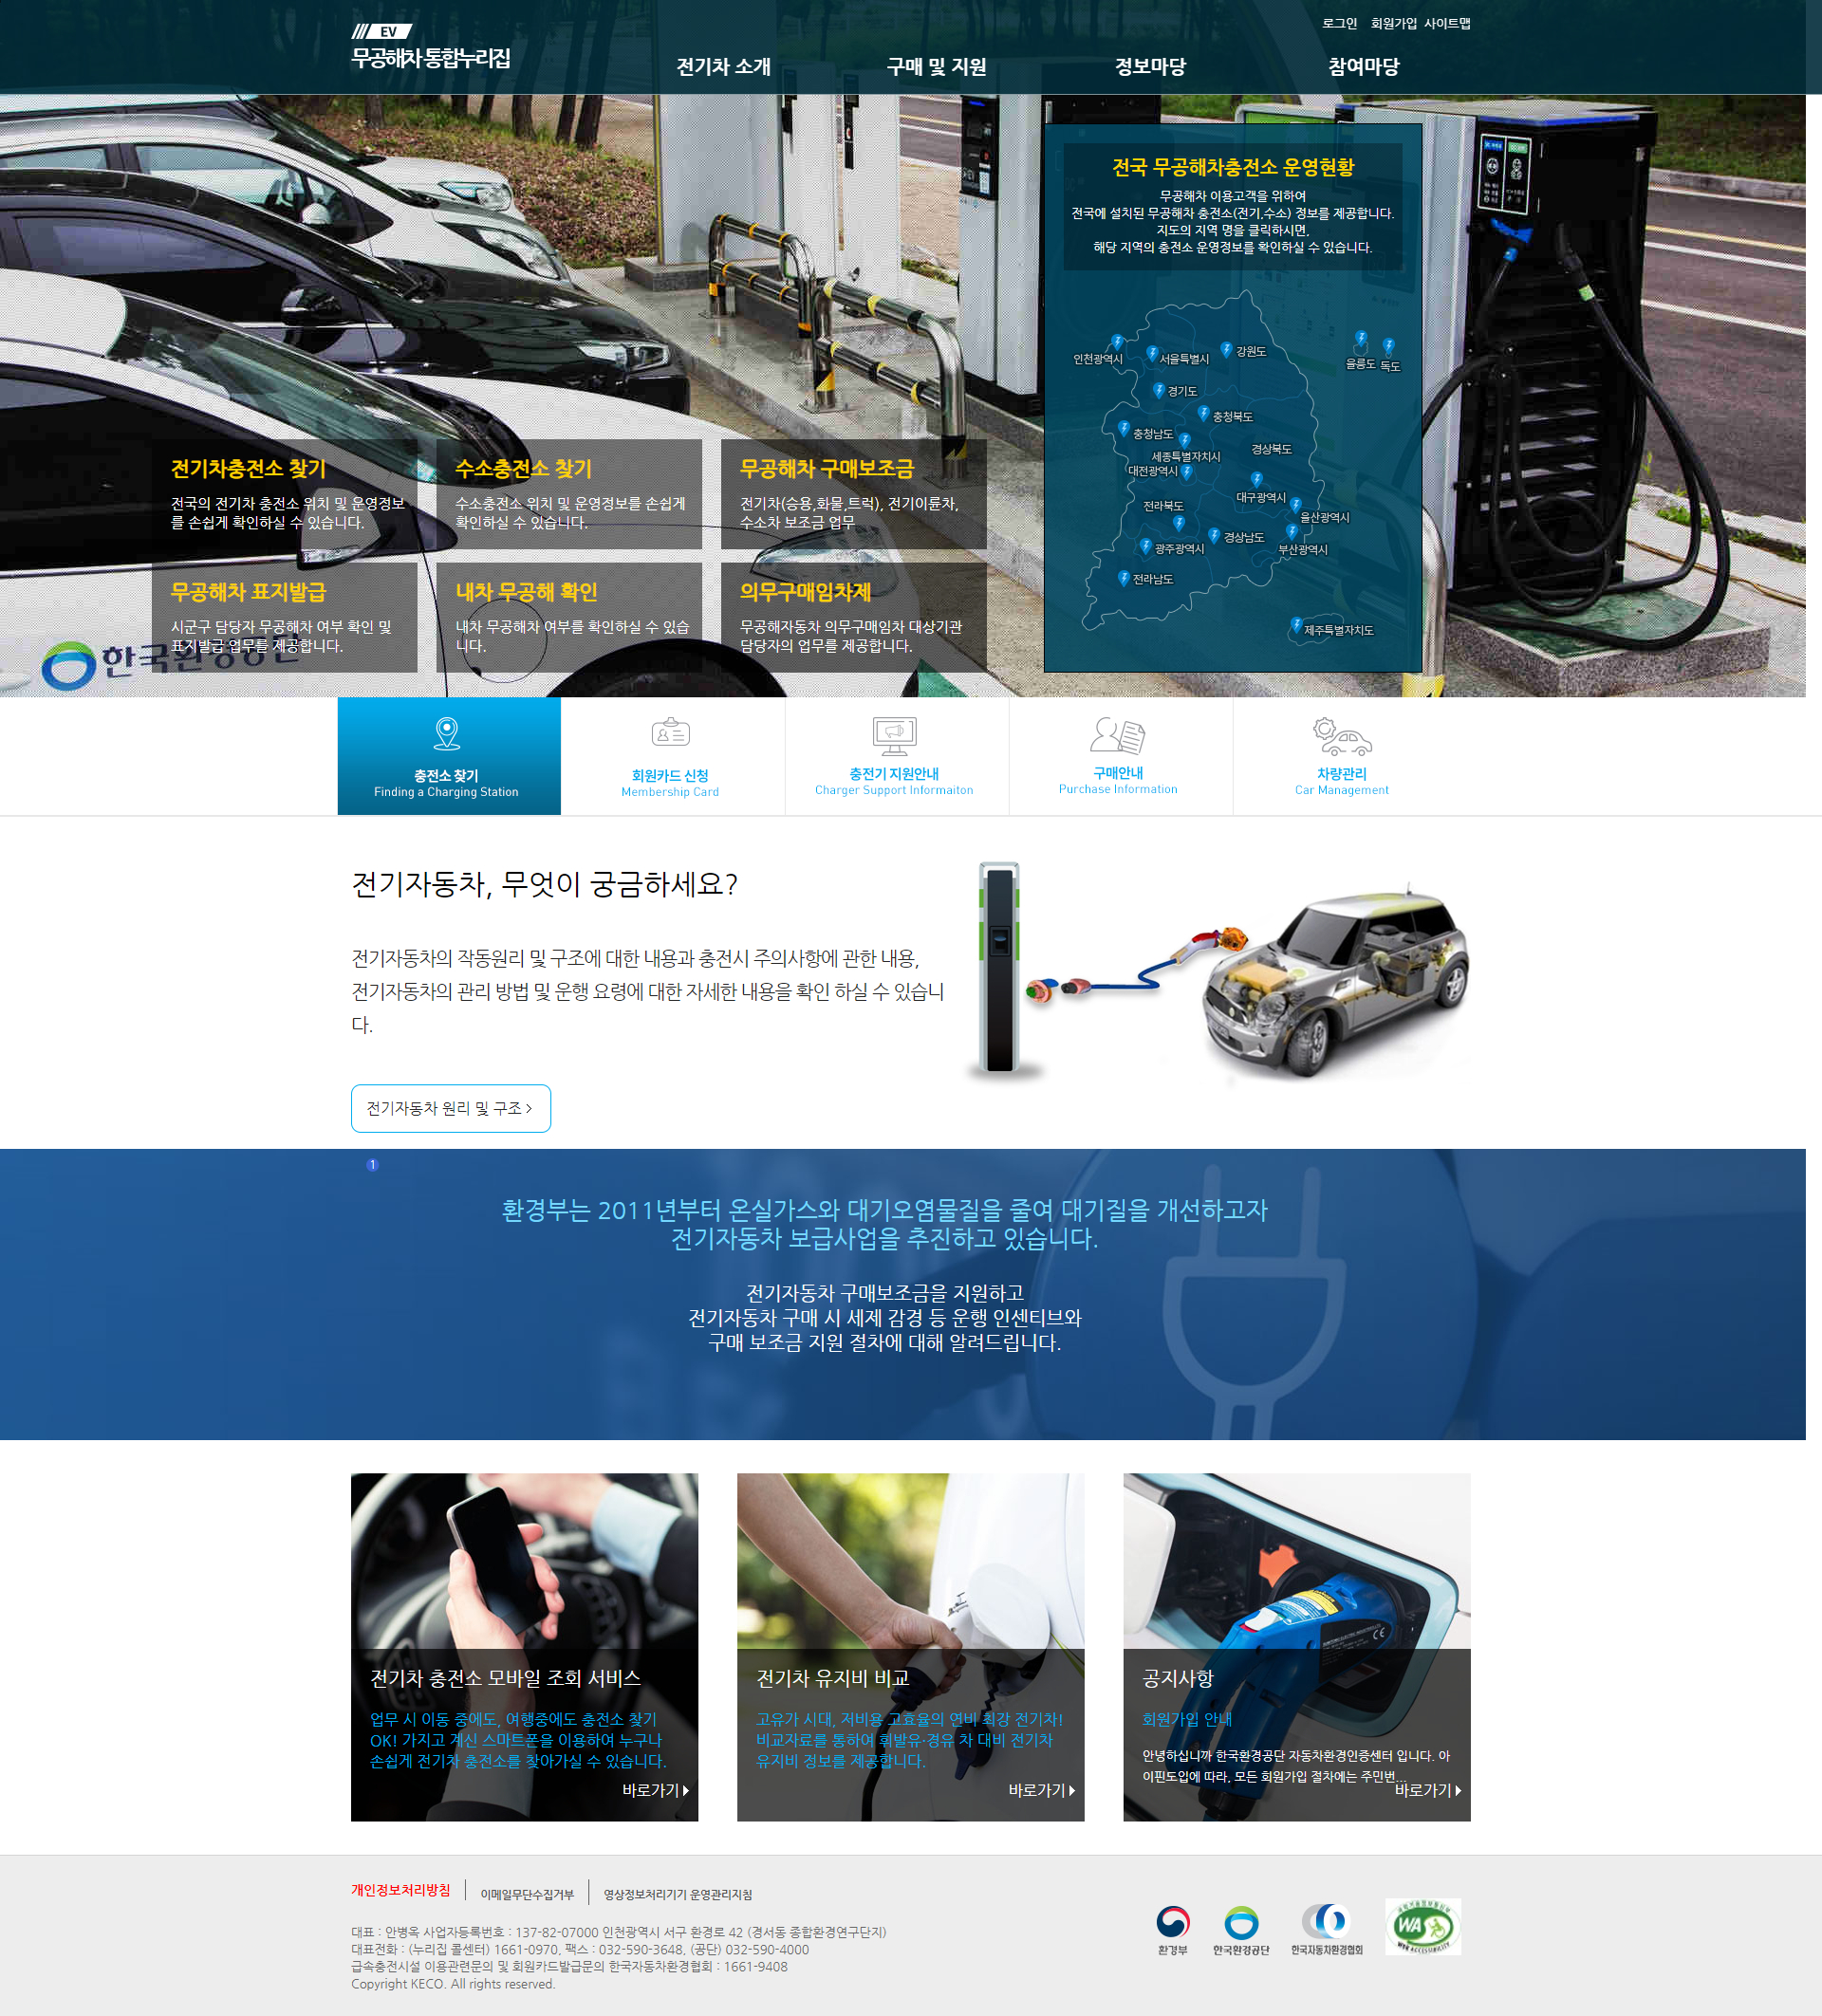 로그인 회원가입 사이트맵
EV
무공해차 통합누리집
전기차 소개 구매 및 지원 정보마당 참여마당
전국 무공해차충전소 운영현황
무공해차 이용고객을 위하여
전국에 설치된 무공해차 충전소(전기,수소) 정보를 제공합니다.
지도의 지역 명을 클릭하시면,
해당 지역의 충전소 운영정보를 확인하실 수 있습니다.
인천광역시 서울특별시 강원도 울릉도 독도
경기도
충청북도
충청남도
세종특별자치시 경상북도
대전광역시
대구광역시
전라북도
울산광역시
경상남도
광주광역시 부산광역시
전라남도
제주특별자치도
전기차충전소 찾기
전국의 전기차 충전소 위치 및 운영정보
를 손쉽게 확인하실 수 있습니다.
수소충전소 찾기
수소충전소 위치 및 운영정보를 손쉽게
확인하실 수 있습니다.
무공해차 구매보조금
전기차(승용,화물,트럭), 전기이륜차,
수소차 보조금 업무
무공해차 표지발급
시군구 담당자 무공해차 여부 확인 및
표지발급 업무를 제공합니다.
내차 무공해 확인
내차 무공해차 여부를 확인하실 수 있습
니다.
의무구매임차제
무공해자동차 의무구매임차 대상기관
담당자의 업무를 제공합니다.
한국환경공단
충전소 찾기
Finding a Charging Station
회원카드 신청
Membership Card
충전기 지원안내
Charger Support Informaiton
구매안내
Purchase Information
차량관리
Car Management
전기자동차, 무엇이 궁금하세요?
전기자동차의 작동원리 및 구조에 대한 내용과 충전시 주의사항에 관한 내용,
전기자동차의 관리 방법 및 운행 요령에 대한 자세한 내용을 확인 하실 수 있습니
다.
전기자동차 원리 및 구조 >
1
환경부는 2011년부터 온실가스와 대기오염물질을 줄여 대기질을 개선하고자
전기자동차 보급사업을 추진하고 있습니다.
전기자동차 구매보조금을 지원하고
전기자동차 구매 시 세제 감경 등 운행 인센티브와
구매 보조금 지원 절차에 대해 알려드립니다.
전기차 충전소 모바일 조회 서비스
업무 시 이동 중에도, 여행중에도 충전소 찾기
OK! 가지고 계신 스마트폰을 이용하여 누구나
손쉽게 전기차 충전소를 찾아가실 수 있습니다.
바로가기
전기차 유지비 비교
고유가 시대, 저비용 고효율의 연비 최강 전기차!
비교자료를 통하여 휘발유·경유 차 대비 전기차
유지비 정보를 제공합니다.
바로가기
공지사항
회원가입 안내
안녕하십니까 한국환경공단 자동차환경인증센터 입니다. 아
이핀도입에 따라, 모든 회원가입 절차에는 주민번...
바로가기
개인정보처리방침 이메일무단수집거부 영상정보처리기기 운영관리지침
대표 : 안병옥 사업자등록번호 : 137-82-07000 인천광역시 서구 환경로 42 (경서동 종합환경연구단지)
대표전화 : (누리집 콜센터) 1661-0970, 팩스 : 032-590-3648, (공단) 032-590-4000
급속충전시설 이용관련문의 및 회원카드발급문의 한국자동차환경협회 : 1661-9408
Copyright KECO. All rights reserved.
환경부 한국환경공단 한국자동차환경협회
WA
WEB ACCESSIBILITY